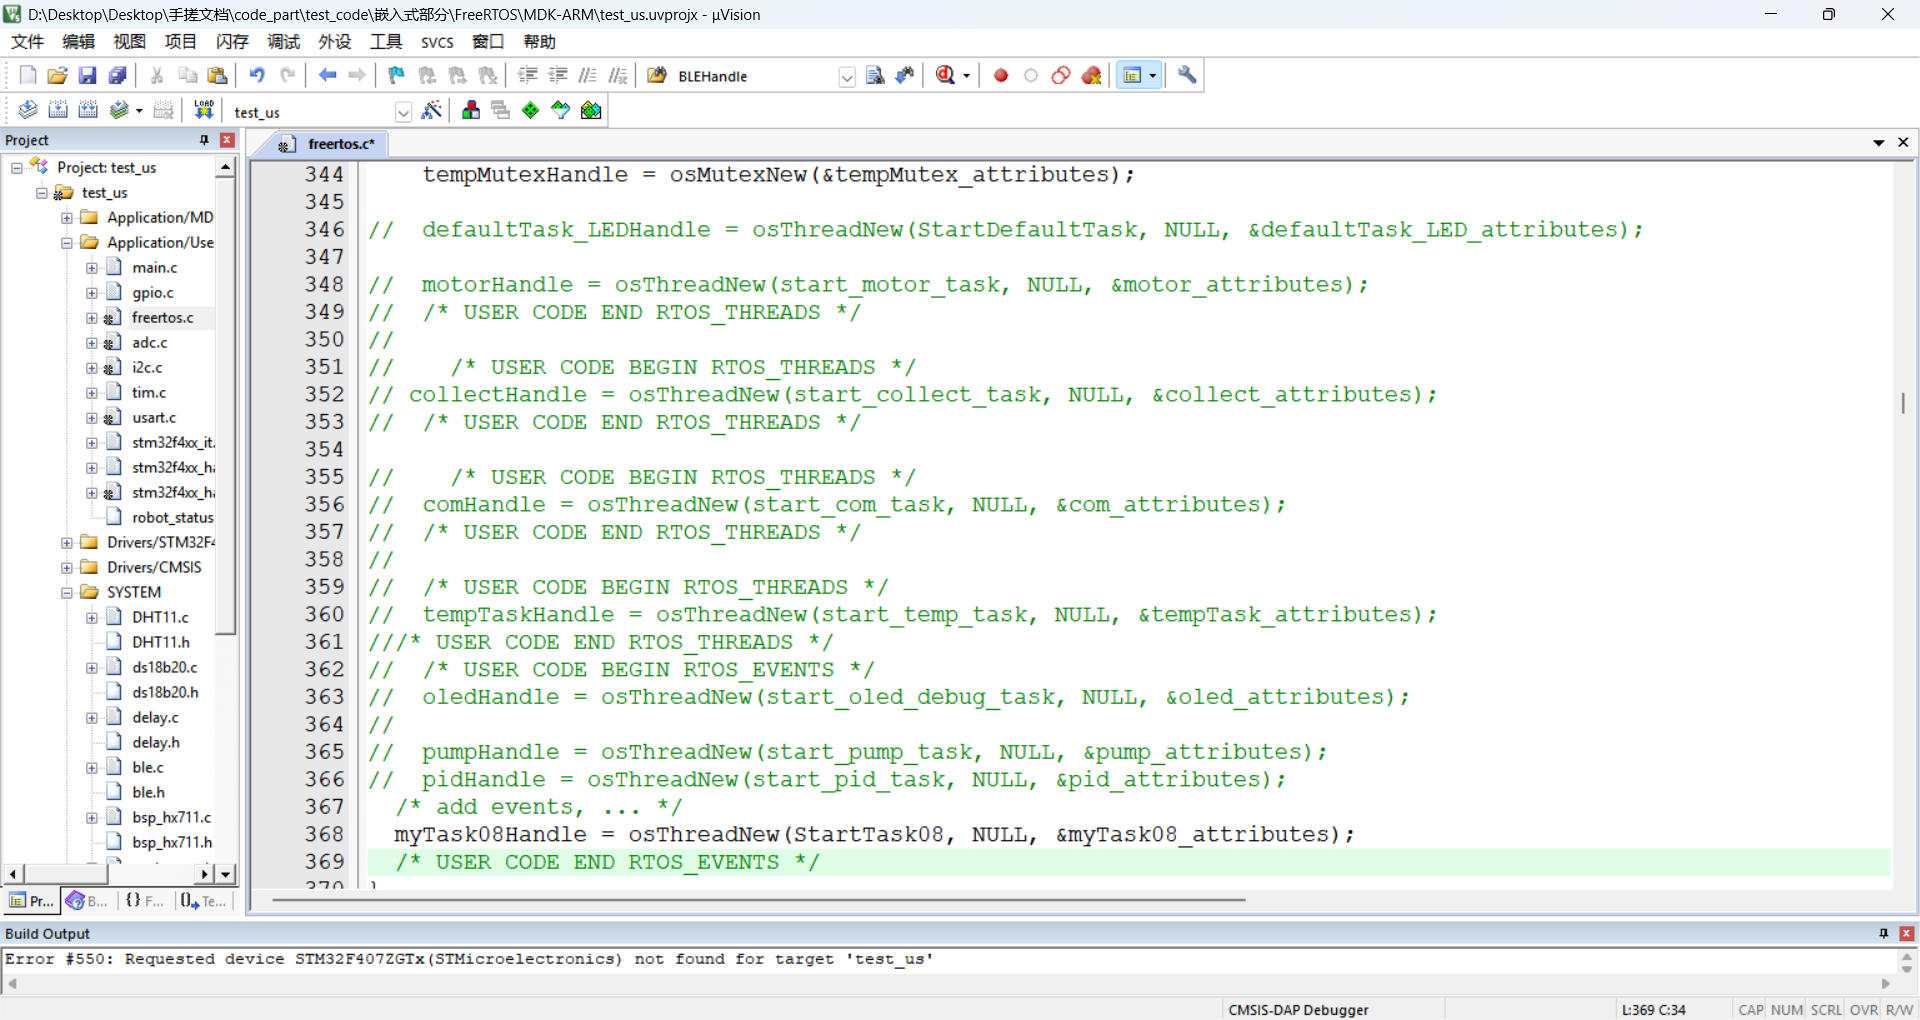 D:\Desktop\Desktop\手搓文档\code_part\test_code\嵌入式部分\FreeRTOS\MDK-ARM\test_us.uvprojx - µVision
文件 编辑 视图 项目 闪存 调试 外设 工具 SVCS 窗口 帮助
BLEHandle
LOAD
test_us
Project
freertos.c*
Project: test_us
test_us
Application/MD
Application/Use
main.c
gpio.c
freertos.c
adc.c
i2c.c
tim.c
usart.c
stm32f4xx_it.
stm32f4xx_ha
stm32f4xx_ha
robot_status
Drivers/STM32F4
Drivers/CMSIS
SYSTEM
DHT11.c
DHT11.h
ds18b20.c
ds18b20.h
delay.c
delay.h
ble.c
ble.h
bsp_hx711.c
bsp_hx711.h
Pr... B... {} F... Te...
344 tempMutexHandle = osMutexNew(&tempMutex_attributes);
345
346 //  defaultTask_LEDHandle = osThreadNew(StartDefaultTask, NULL, &defaultTask_LED_attributes);
347
348 //  motorHandle = osThreadNew(start_motor_task, NULL, &motor_attributes);
349 //  /* USER CODE END RTOS_THREADS */
350 //
351 //    /* USER CODE BEGIN RTOS_THREADS */
352 // collectHandle = osThreadNew(start_collect_task, NULL, &collect_attributes);
353 //  /* USER CODE END RTOS_THREADS */
354
355 //    /* USER CODE BEGIN RTOS_THREADS */
356 //  comHandle = osThreadNew(start_com_task, NULL, &com_attributes);
357 //  /* USER CODE END RTOS_THREADS */
358 //
359 //  /* USER CODE BEGIN RTOS_THREADS */
360 //  tempTaskHandle = osThreadNew(start_temp_task, NULL, &tempTask_attributes);
361 ///* USER CODE END RTOS_THREADS */
362 //  /* USER CODE BEGIN RTOS_EVENTS */
363 //  oledHandle = osThreadNew(start_oled_debug_task, NULL, &oled_attributes);
364 //
365 //  pumpHandle = osThreadNew(start_pump_task, NULL, &pump_attributes);
366 //  pidHandle = osThreadNew(start_pid_task, NULL, &pid_attributes);
367 /* add events, ... */
368 myTask08Handle = osThreadNew(StartTask08, NULL, &myTask08_attributes);
369 /* USER CODE END RTOS_EVENTS */
370 }
Build Output
Error #550: Requested device STM32F407ZGTx(STMicroelectronics) not found for target 'test_us'
CMSIS-DAP Debugger L:369 C:34 CAP NUM SCRL OVR R/W